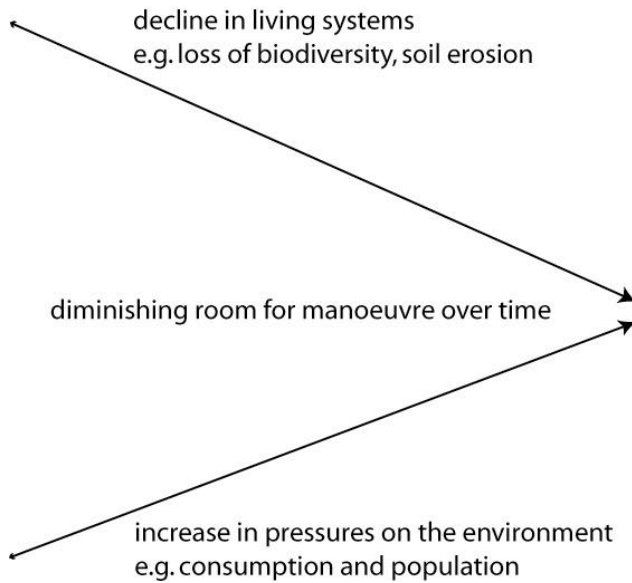 decline in living systems
e.g. loss of biodiversity, soil erosion
diminishing room for manoeuvre over time
increase in pressures on the environment
e.g. consumption and population